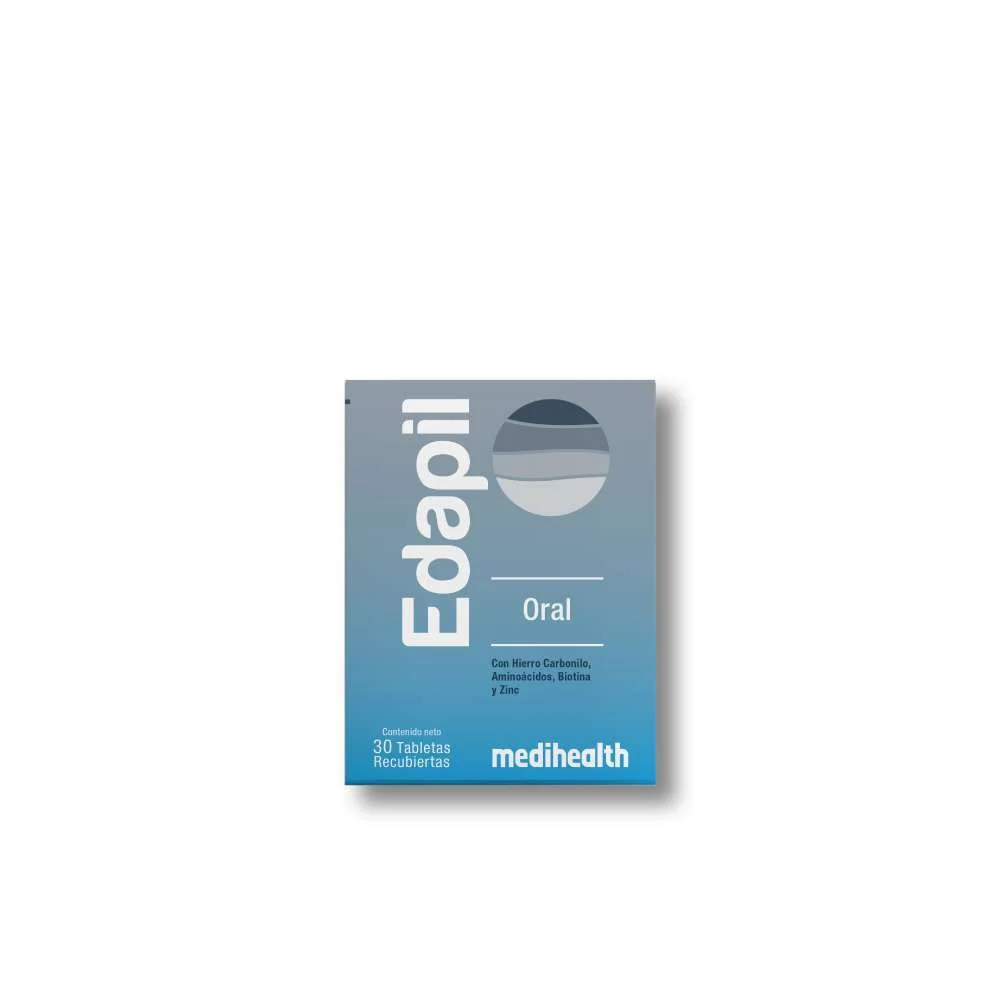 Edapil
Oral
Con Hierro Carbonilo,
Aminoácidos, Biotina
y Zinc
Contenido neto
30 Tabletas
Recubiertas
medihealth